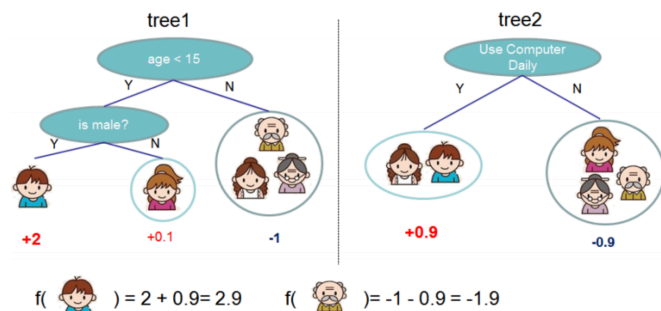 tree1
tree2
age < 15
Use Computer
Daily
Y
N
Y
N
is male?
Y
N
+2
+0.1
-1
+0.9
-0.9
f( ) = 2 + 0.9= 2.9
f( )= -1 - 0.9 = -1.9